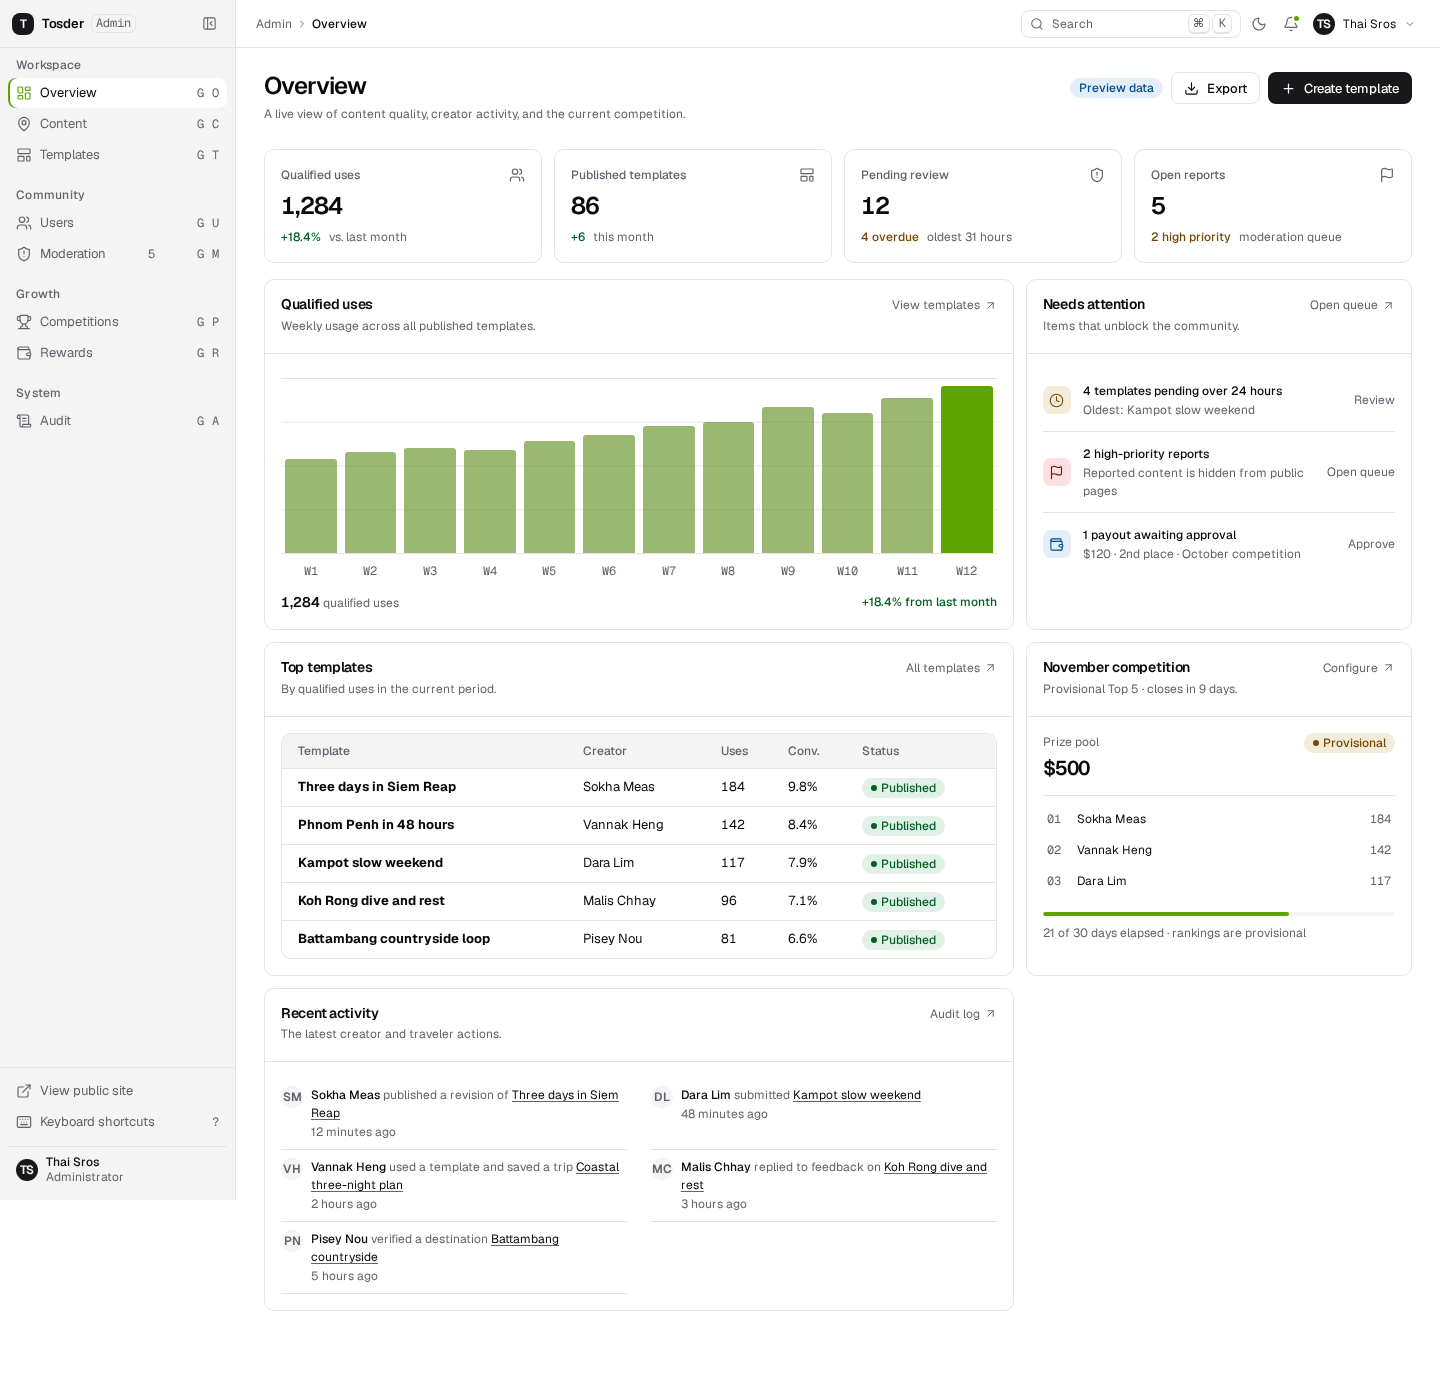 T Tosder Admin
Workspace
Overview G O
Content G C
Templates G T
Community
Users G U
Moderation 5 G M
Growth
Competitions G P
Rewards G R
System
Audit G A
View public site
Keyboard shortcuts ?
TS Thai Sros
Administrator
Admin > Overview
Search ⌘ K
TS Thai Sros
Overview
A live view of content quality, creator activity, and the current competition.
Preview data
Export
+ Create template
Qualified uses
1,284
+18.4% vs. last month
Published templates
86
+6 this month
Pending review
12
4 overdue oldest 31 hours
Open reports
5
2 high priority moderation queue
Qualified uses
View templates
Weekly usage across all published templates.
W1 W2 W3 W4 W5 W6 W7 W8 W9 W10 W11 W12
1,284 qualified uses
+18.4% from last month
Needs attention
Open queue
Items that unblock the community.
4 templates pending over 24 hours
Oldest: Kampot slow weekend
Review
2 high-priority reports
Reported content is hidden from public
pages
Open queue
1 payout awaiting approval
$120 · 2nd place · October competition
Approve
Top templates
All templates
By qualified uses in the current period.
Template Creator Uses Conv. Status
Three days in Siem Reap Sokha Meas 184 9.8% Published
Phnom Penh in 48 hours Vannak Heng 142 8.4% Published
Kampot slow weekend Dara Lim 117 7.9% Published
Koh Rong dive and rest Malis Chhay 96 7.1% Published
Battambang countryside loop Pisey Nou 81 6.6% Published
November competition
Configure
Provisional Top 5 · closes in 9 days.
Prize pool
Provisional
$500
01 Sokha Meas 184
02 Vannak Heng 142
03 Dara Lim 117
21 of 30 days elapsed · rankings are provisional
Recent activity
Audit log
The latest creator and traveler actions.
SM Sokha Meas published a revision of Three days in Siem
Reap
12 minutes ago
DL Dara Lim submitted Kampot slow weekend
48 minutes ago
VH Vannak Heng used a template and saved a trip Coastal
three-night plan
2 hours ago
MC Malis Chhay replied to feedback on Koh Rong dive and
rest
3 hours ago
PN Pisey Nou verified a destination Battambang
countryside
5 hours ago